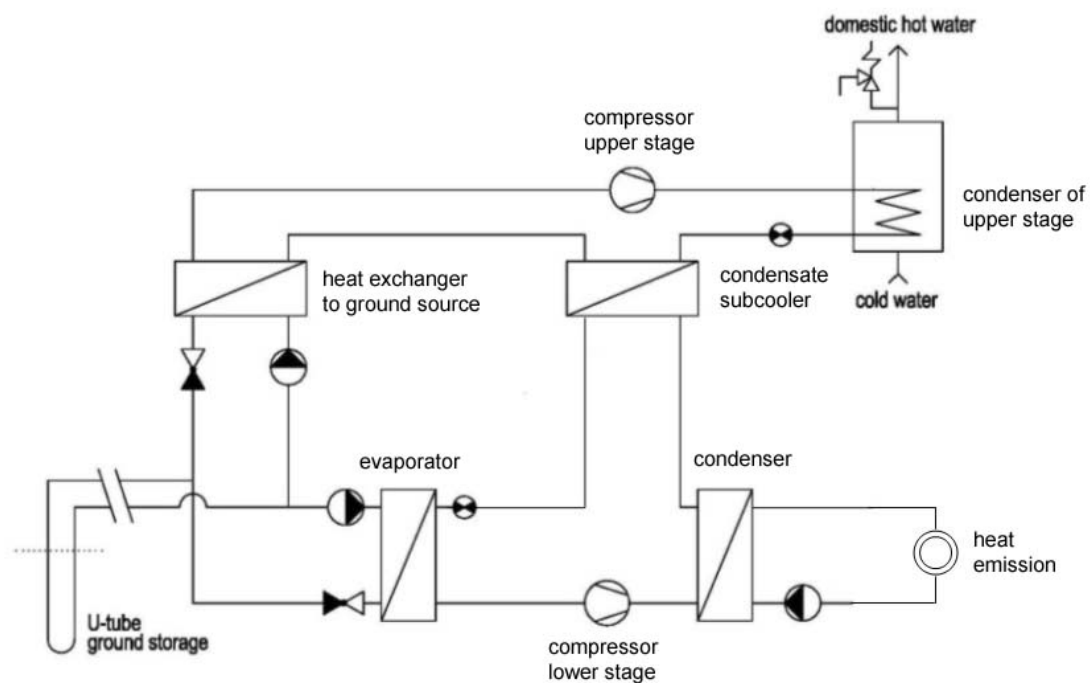 domestic hot water
compressor
upper stage
condenser of
upper stage
heat exchanger
to ground source
condensate
subcooler
cold water
evaporator
condenser
heat
emission
U-tube
ground storage
compressor
lower stage